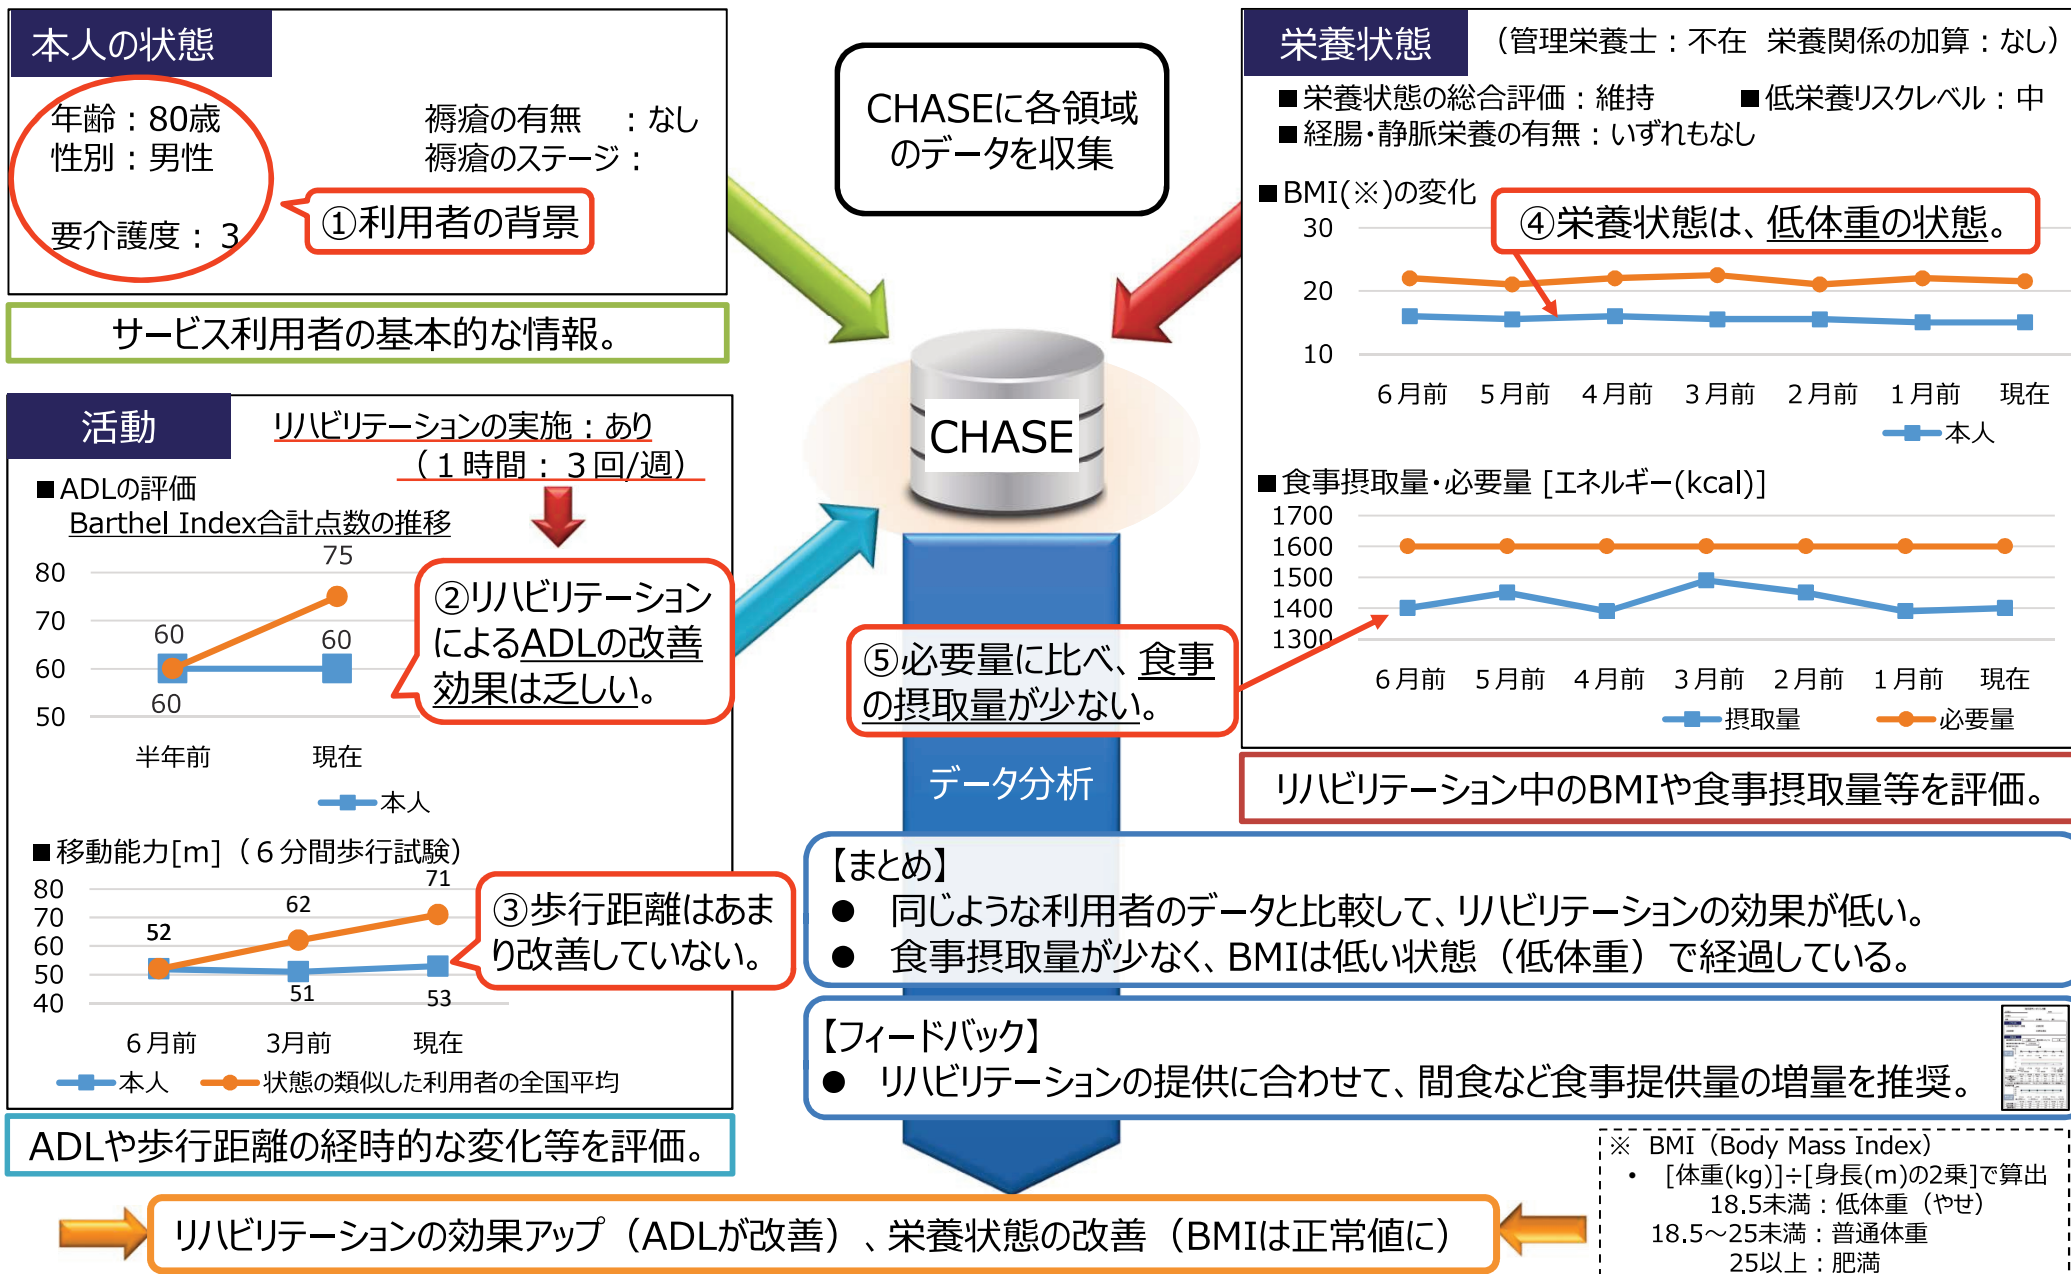 本人の状態
年齢：80歳
性別：男性
要介護度：3
褥瘡の有無　：なし
褥瘡のステージ：
①利用者の背景
サービス利用者の基本的な情報。
CHASEに各領域
のデータを収集
CHASE
栄養状態
（管理栄養士：不在 栄養関係の加算：なし）
■栄養状態の総合評価：維持
■低栄養リスクレベル：中
■経腸・静脈栄養の有無：いずれもなし
■BMI(※)の変化
④栄養状態は、低体重の状態。
30
20
10
6月前 5月前 4月前 3月前 2月前 1月前 現在
本人
■食事摂取量・必要量 [エネルギー(kcal)]
1700
1600
1500
1400
1300
6月前 5月前 4月前 3月前 2月前 1月前 現在
摂取量 必要量
⑤必要量に比べ、食事
の摂取量が少ない。
リハビリテーション中のBMIや食事摂取量等を評価。
活動
リハビリテーションの実施：あり
（1時間：3回/週）
■ADLの評価
Barthel Index合計点数の推移
80
70
60
50
60
60
75
60
半年前 現在
本人
②リハビリテーション
によるADLの改善
効果は乏しい。
■移動能力[m]（6分間歩行試験）
80
70
60
50
40
52
62
71
51
53
6月前 3月前 現在
本人 状態の類似した利用者の全国平均
③歩行距離はあま
り改善していない。
ADLや歩行距離の経時的な変化等を評価。
データ分析
【まとめ】
● 同じような利用者のデータと比較して、リハビリテーションの効果が低い。
● 食事摂取量が少なく、BMIは低い状態（低体重）で経過している。
【フィードバック】
● リハビリテーションの提供に合わせて、間食など食事提供量の増量を推奨。
リハビリテーションの効果アップ（ADLが改善）、栄養状態の改善（BMIは正常値に）
※ BMI（Body Mass Index）
・ [体重(kg)]÷[身長(m)の2乗]で算出
18.5未満：低体重（やせ）
18.5～25未満：普通体重
25以上：肥満